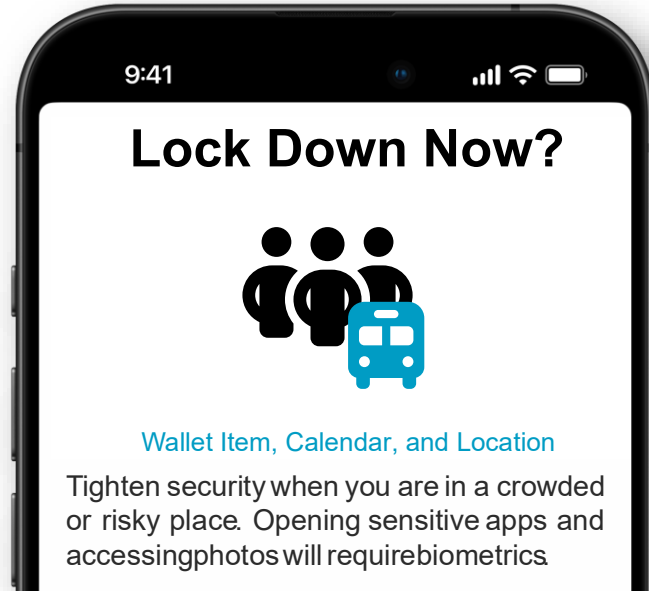 9:41
Lock Down Now?
Wallet Item, Calendar, and Location
Tighten security when you are in a crowded
or risky place. Opening sensitive apps and
accessingphotos will requirebiometrics.